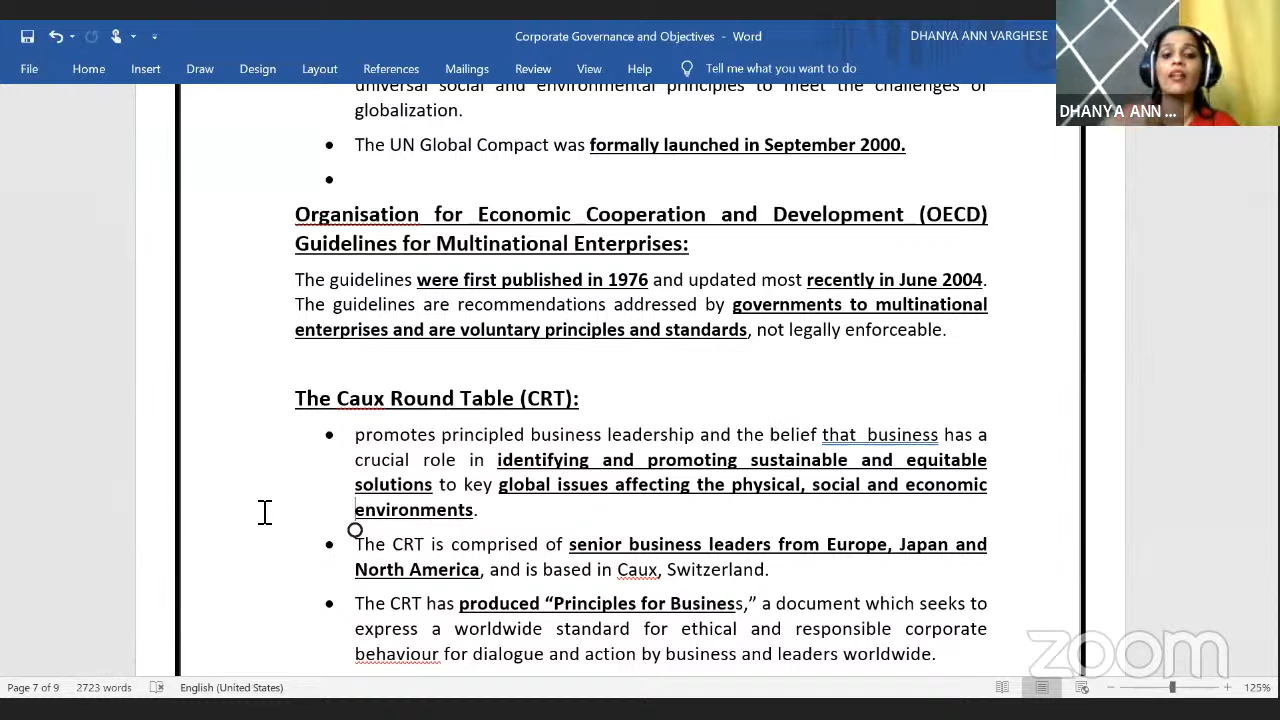 Corporate Governance and Objectives - Word
DHANYA ANN VARGHESE
File Home Insert Draw Design Layout References Mailings Review View Help Tell me what you want to do
DHANYA ANN ...
universal social and environmental principles to meet the challenges of
globalization.
• The UN Global Compact was formally launched in September 2000.
•
Organisation for Economic Cooperation and Development (OECD)
Guidelines for Multinational Enterprises:
The guidelines were first published in 1976 and updated most recently in June 2004.
The guidelines are recommendations addressed by governments to multinational
enterprises and are voluntary principles and standards, not legally enforceable.
The Caux Round Table (CRT):
• promotes principled business leadership and the belief that business has a
crucial role in identifying and promoting sustainable and equitable
solutions to key global issues affecting the physical, social and economic
environments.
• The CRT is comprised of senior business leaders from Europe, Japan and
North America, and is based in Caux, Switzerland.
• The CRT has produced “Principles for Business,” a document which seeks to
express a worldwide standard for ethical and responsible corporate
behaviour for dialogue and action by business and leaders worldwide.
zoom
Page 7 of 9 2723 words English (United States) 125%